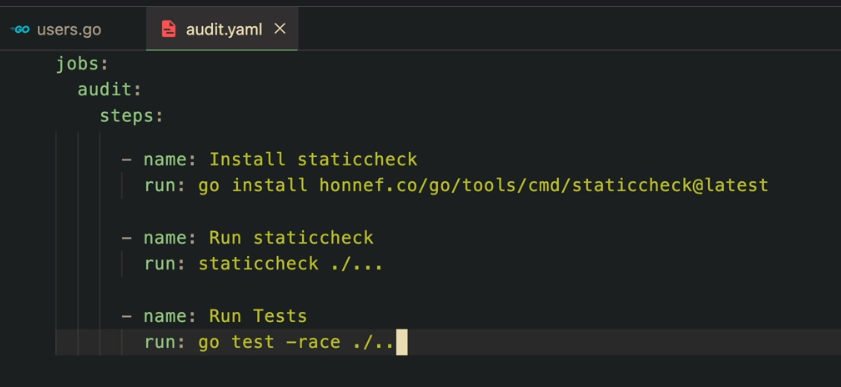 GO users.go
audit.yaml ×
jobs:
audit:
steps:
- name: Install staticcheck
run: go install honnef.co/go/tools/cmd/staticcheck@latest
- name: Run staticcheck
run: staticcheck ./...
- name: Run Tests
run: go test -race ./..